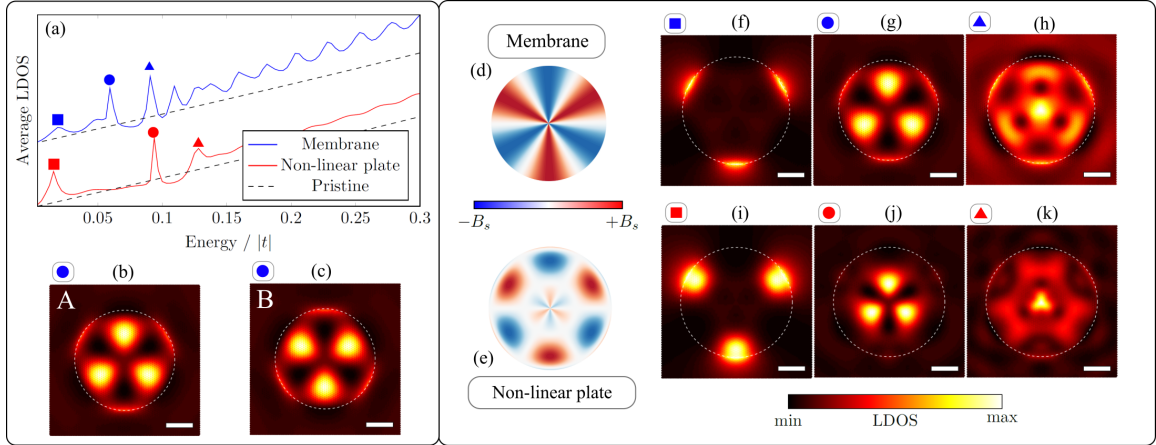 (a)
Average LDOS
Membrane
Non-linear plate
Pristine
0.05
0.1
0.15
0.2
0.25
0.3
Energy / |t|
(b)
(c)
A
B
Membrane
(d)
−B_s
+B_s
(e)
Non-linear plate
(f)
(g)
(h)
(i)
(j)
(k)
min
LDOS
max